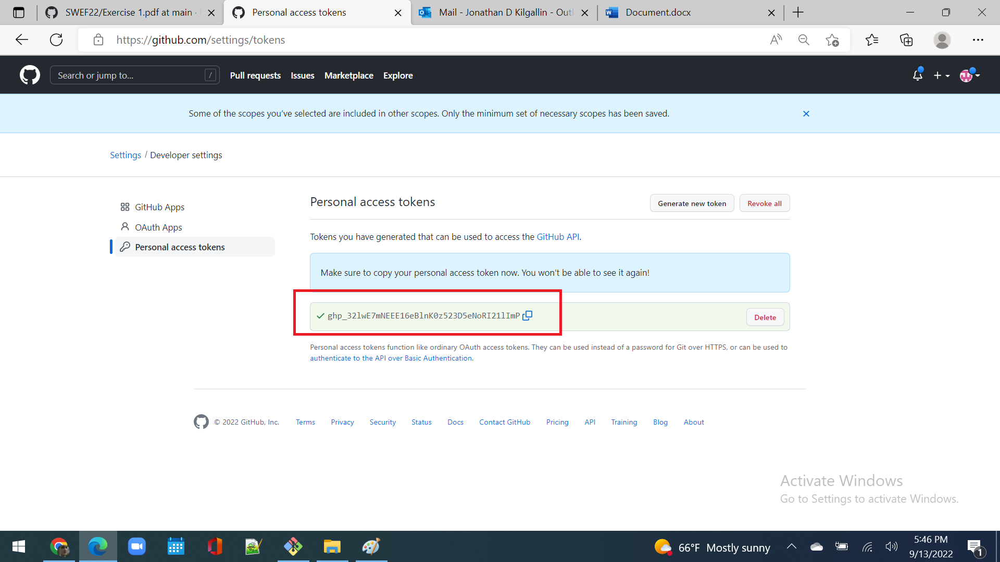 SWEF22/Exercise 1.pdf at main ·
Personal access tokens
Mail - Jonathan D Kilgallin - Outl
Document.docx
https://github.com/settings/tokens
Search or jump to...
/
Pull requests
Issues
Marketplace
Explore
Some of the scopes you’ve selected are included in other scopes. Only the minimum set of necessary scopes has been saved.
Settings / Developer settings
GitHub Apps
OAuth Apps
Personal access tokens
Personal access tokens
Generate new token
Revoke all
Tokens you have generated that can be used to access the GitHub API.
Make sure to copy your personal access token now. You won’t be able to see it again!
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
Delete
Personal access tokens function like ordinary OAuth access tokens. They can be used instead of a password for Git over HTTPS, or can be used to
authenticate to the API over Basic Authentication.
© 2022 GitHub, Inc.
Terms
Privacy
Security
Status
Docs
Contact GitHub
Pricing
API
Training
Blog
About
Activate Windows
Go to Settings to activate Windows.
66°F Mostly sunny
5:46 PM
9/13/2022
1